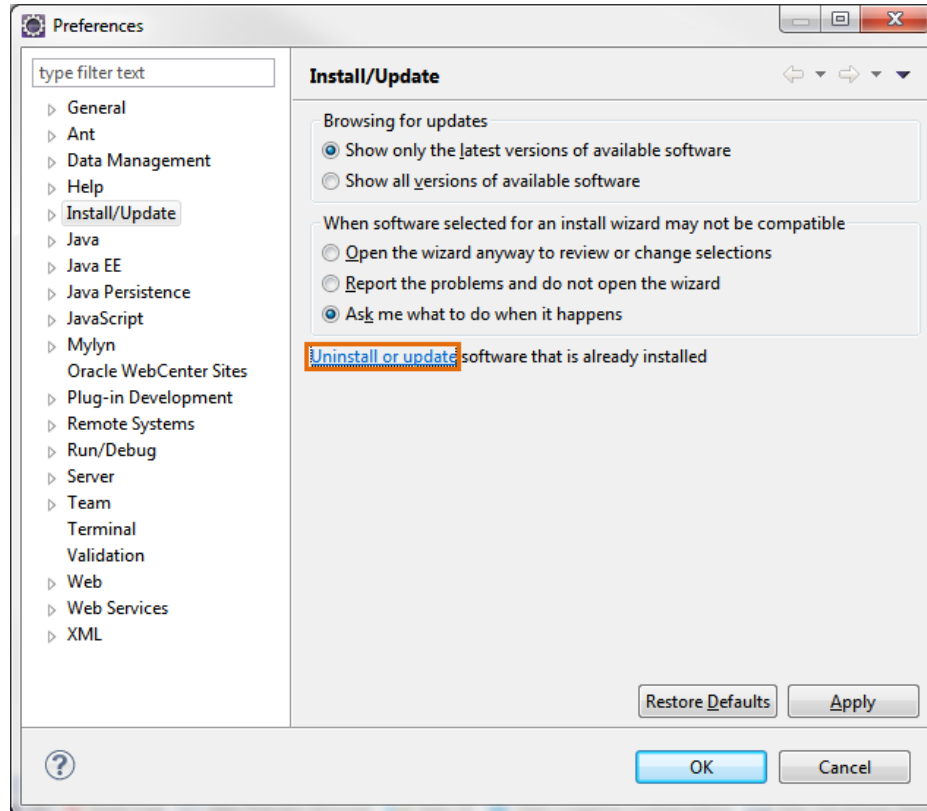 Preferences
type filter text
General
Ant
Data Management
Help
Install/Update
Java
Java EE
Java Persistence
JavaScript
Mylyn
Oracle WebCenter Sites
Plug-in Development
Remote Systems
Run/Debug
Server
Team
Terminal
Validation
Web
Web Services
XML
Install/Update
Browsing for updates
Show only the latest versions of available software
Show all versions of available software
When software selected for an install wizard may not be compatible
Open the wizard anyway to review or change selections
Report the problems and do not open the wizard
Ask me what to do when it happens
Uninstall or update software that is already installed
Restore Defaults Apply
? OK Cancel